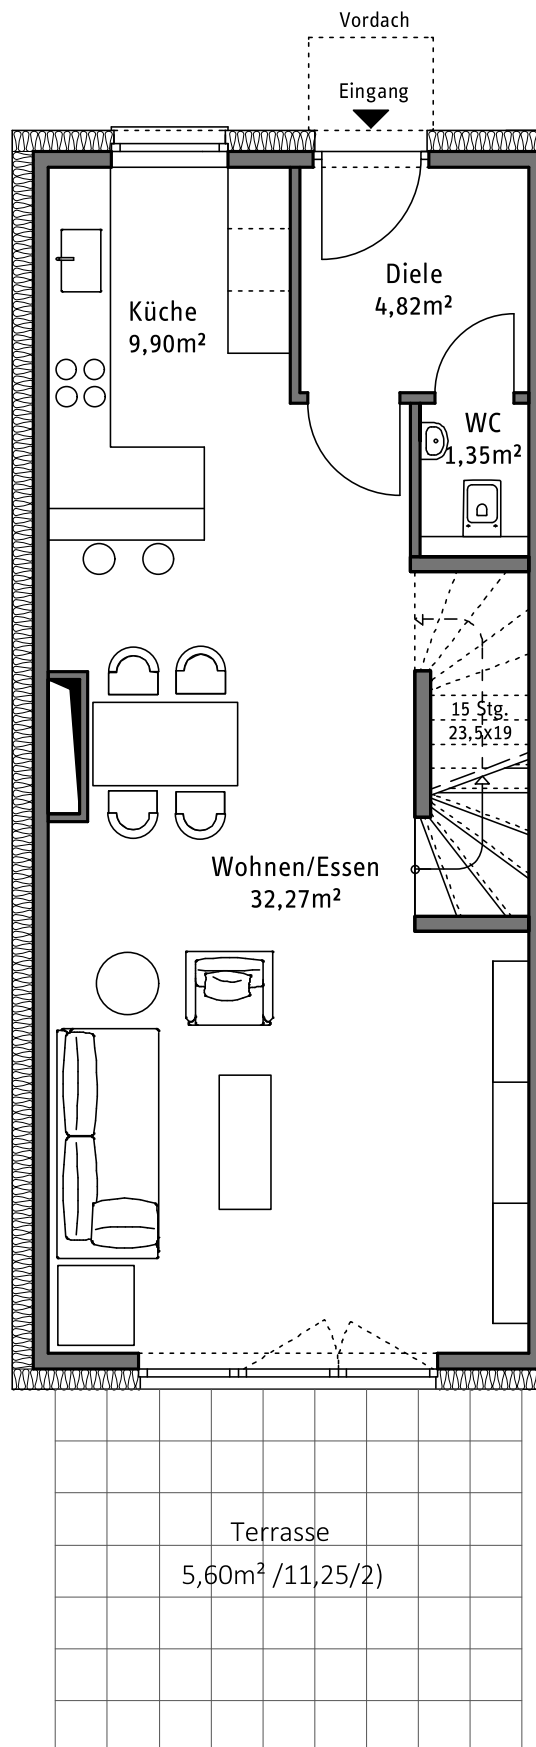 Vordach
Eingang
Diele
4,82m²
Küche
9,90m²
WC
1,35m²
15 Stg.
23,5x19
Wohnen/Essen
32,27m²
Terrasse
5,60m² /11,25/2)